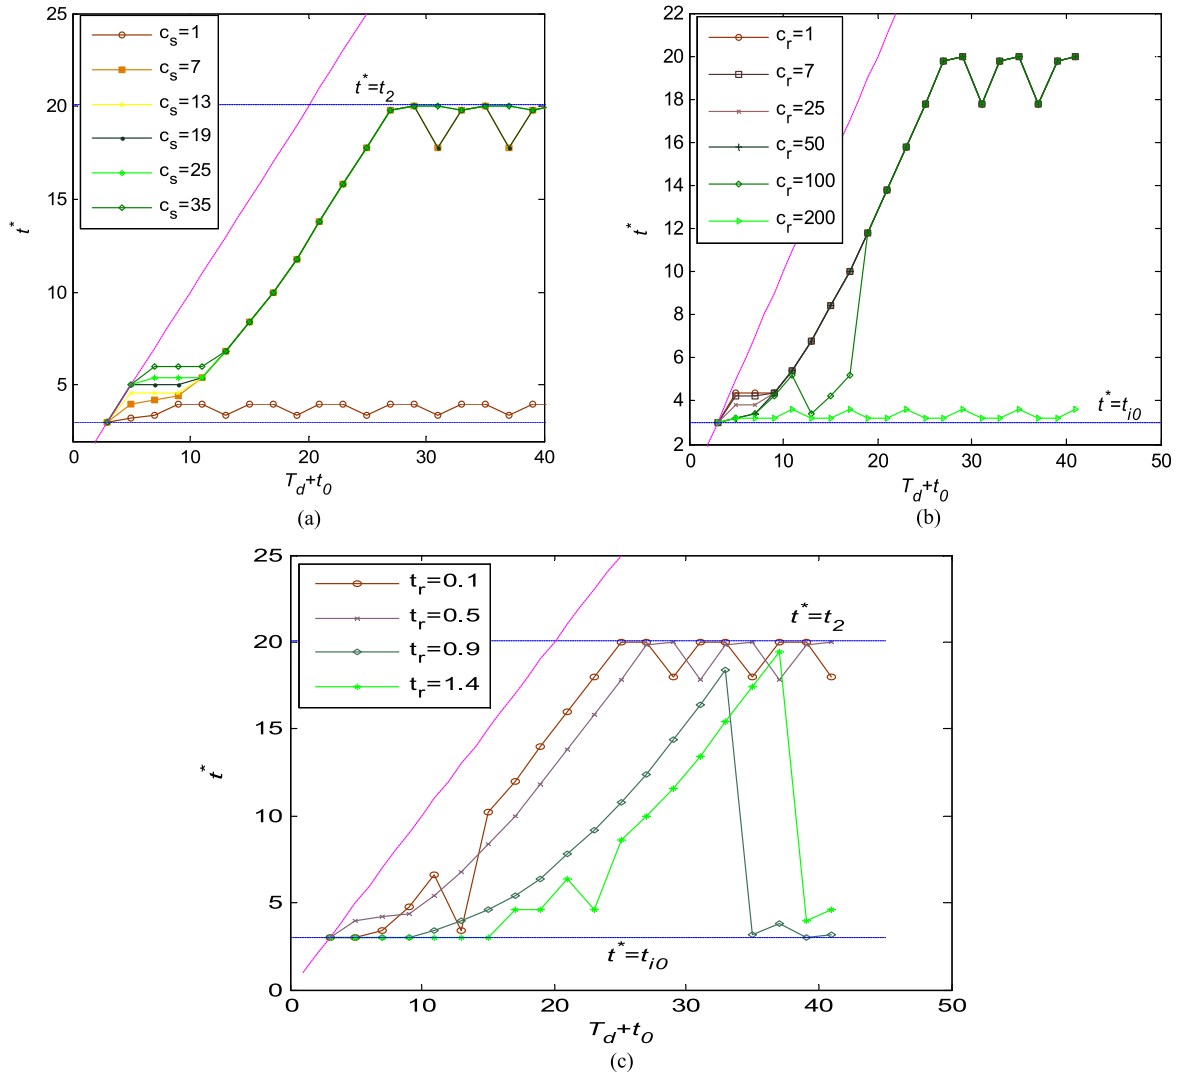 25
20
15
10
5
0 10 20 30 40
t*
T_d+t_0
c_s=1
c_s=7
c_s=13
c_s=19
c_s=25
c_s=35
t*=t_2
(a)
22
20
18
16
14
12
10
8
6
4
2
0 10 20 30 40 50
t*
T_d+t_0
c_r=1
c_r=7
c_r=25
c_r=50
c_r=100
c_r=200
t*=t_i0
(b)
25
20
15
10
5
0
0 10 20 30 40 50
t*
T_d+t_0
t_r=0.1
t_r=0.5
t_r=0.9
t_r=1.4
t*=t_2
t*=t_i0
(c)